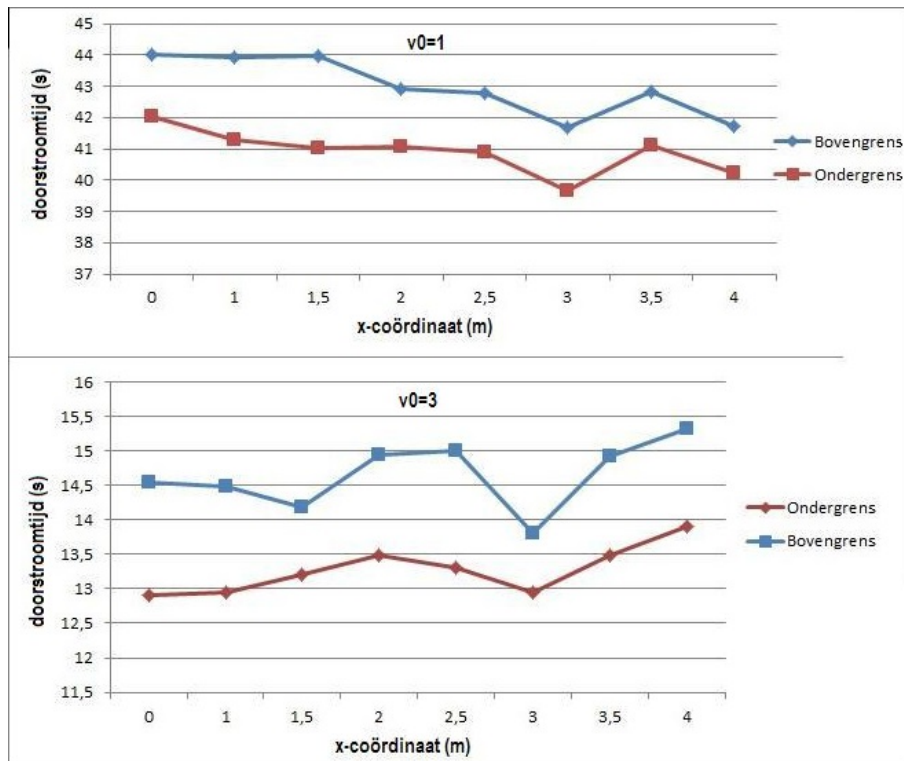 v0=1
doorstroomtijd (s)
45
44
43
42
41
40
39
38
37
0 1 1,5 2 2,5 3 3,5 4
x-coördinaat (m)
Bovengrens
Ondergrens
v0=3
doorstroomtijd (s)
16
15,5
15
14,5
14
13,5
13
12,5
12
11,5
0 1 1,5 2 2,5 3 3,5 4
x-coördinaat (m)
Ondergrens
Bovengrens